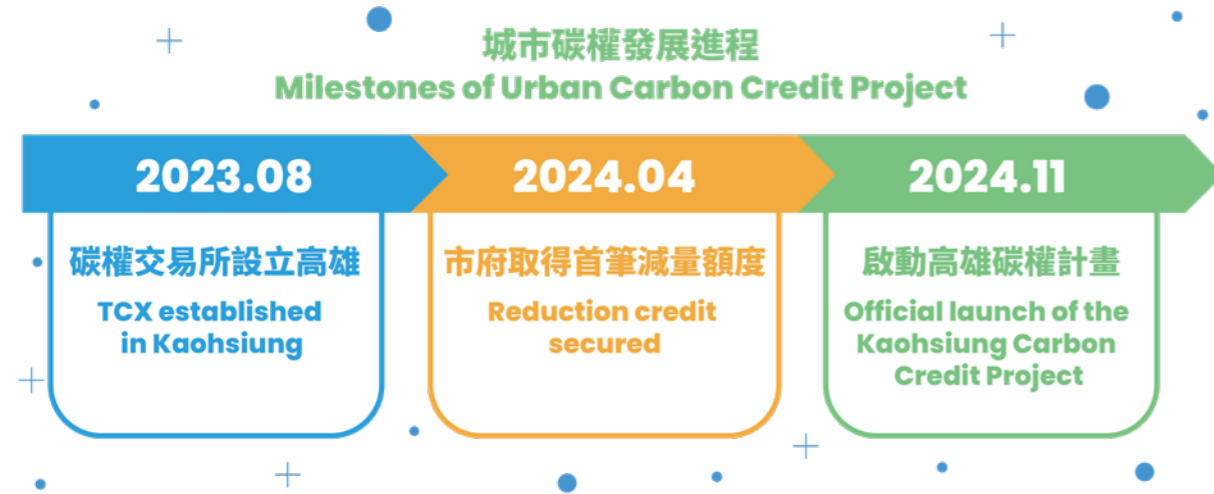 城市碳權發展進程
Milestones of Urban Carbon Credit Project
2023.08
碳權交易所設立高雄
TCX established
in Kaohsiung
2024.04
市府取得首筆減量額度
Reduction credit
secured
2024.11
啟動高雄碳權計畫
Official launch of the
Kaohsiung Carbon
Credit Project